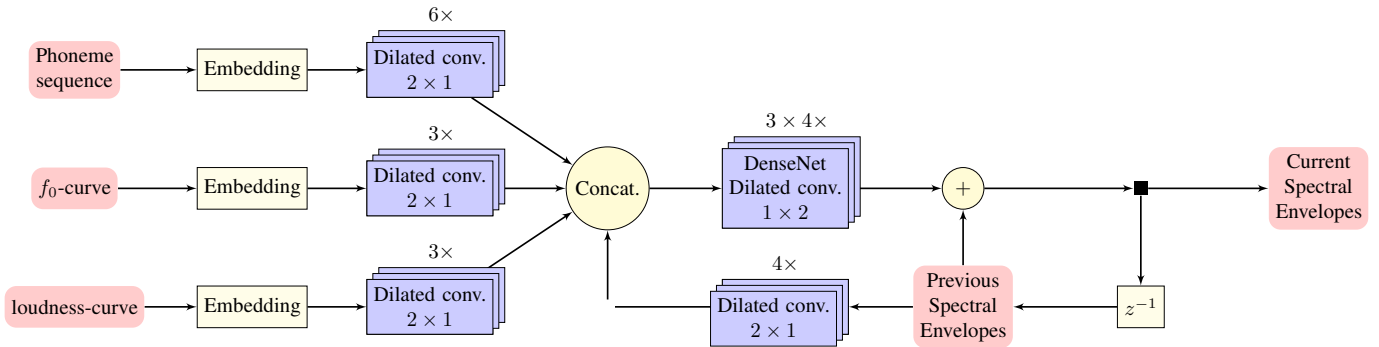 6×
Phoneme
sequence
Embedding
Dilated conv.
2 × 1
3×
f₀-curve
Embedding
Dilated conv.
2 × 1
3×
loudness-curve
Embedding
Dilated conv.
2 × 1
Concat.
3 × 4×
DenseNet
Dilated conv.
1 × 2
4×
Dilated conv.
2 × 1
+
Previous
Spectral
Envelopes
z⁻¹
Current
Spectral
Envelopes